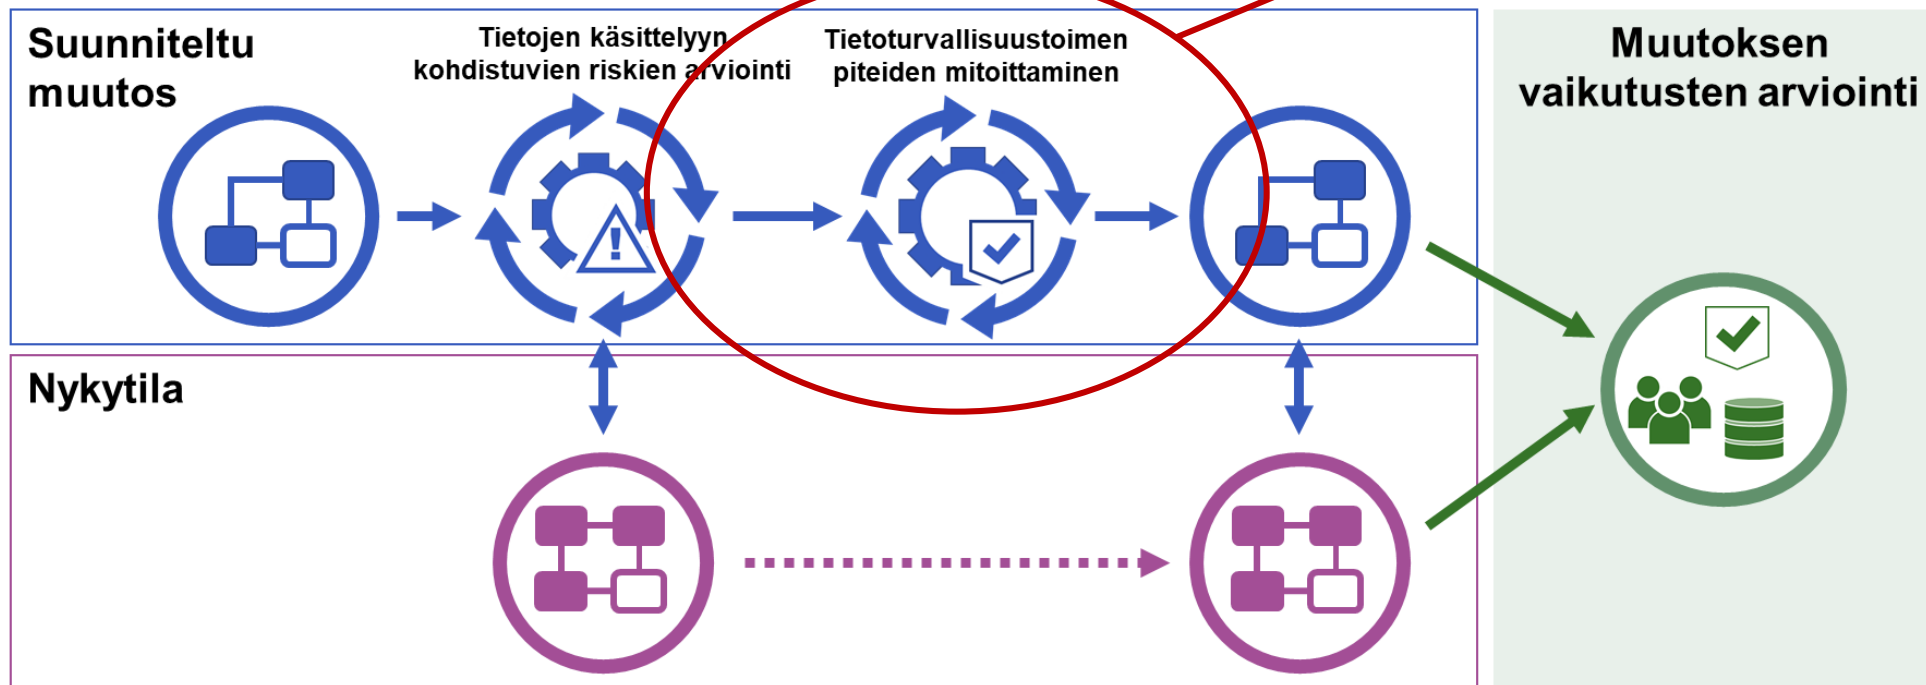 Suunniteltu
muutos
Tietojen käsittelyyn
kohdistuvien riskien arviointi
Tietoturvallisuustoimen
piteiden mitoittaminen
Muutoksen
vaikutusten arviointi
Nykytila